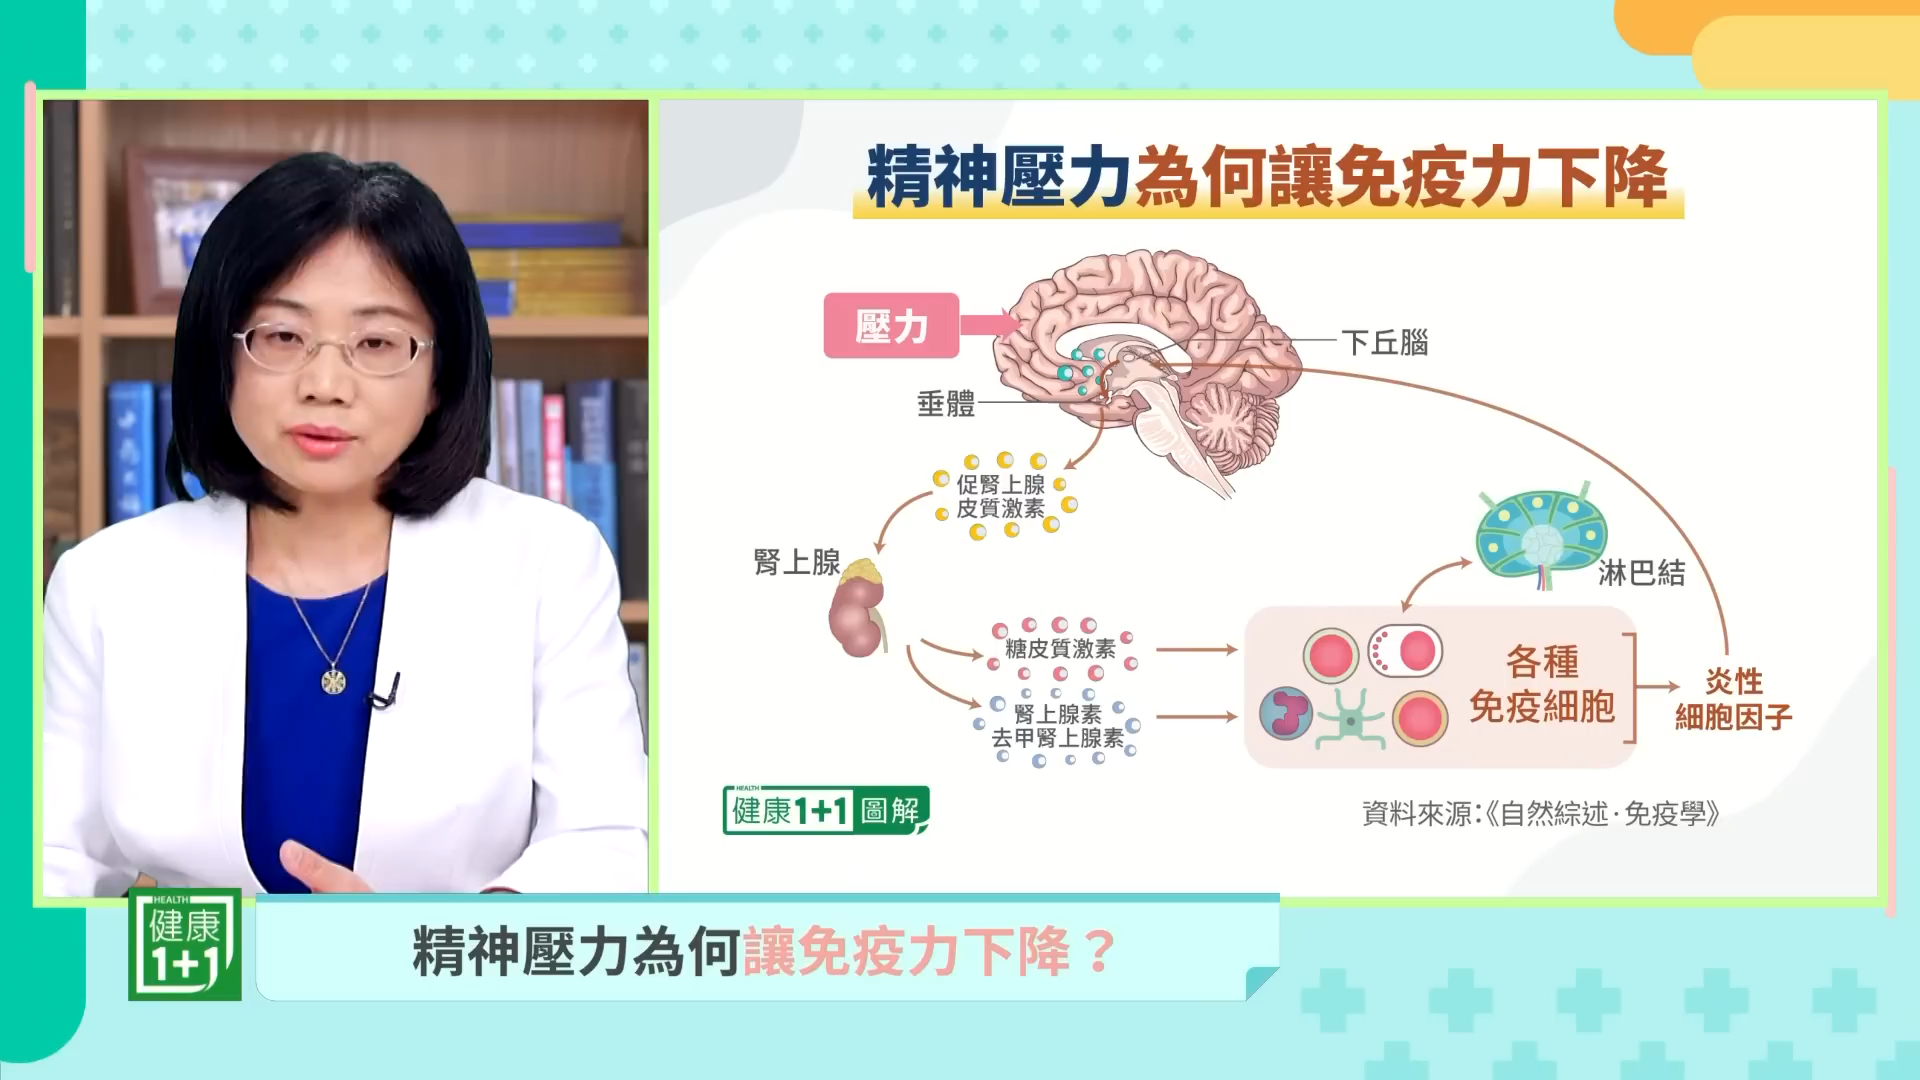 精神壓力為何讓免疫力下降
壓力
下丘腦
垂體
促腎上腺
皮質激素
腎上腺
淋巴結
糖皮質激素
腎上腺素
去甲腎上腺素
各種
免疫細胞
炎性
細胞因子
HEALTH
健康1+1圖解
資料來源：《自然綜述·免疫學》
HEALTH
健康
1+1
精神壓力為何讓免疫力下降？